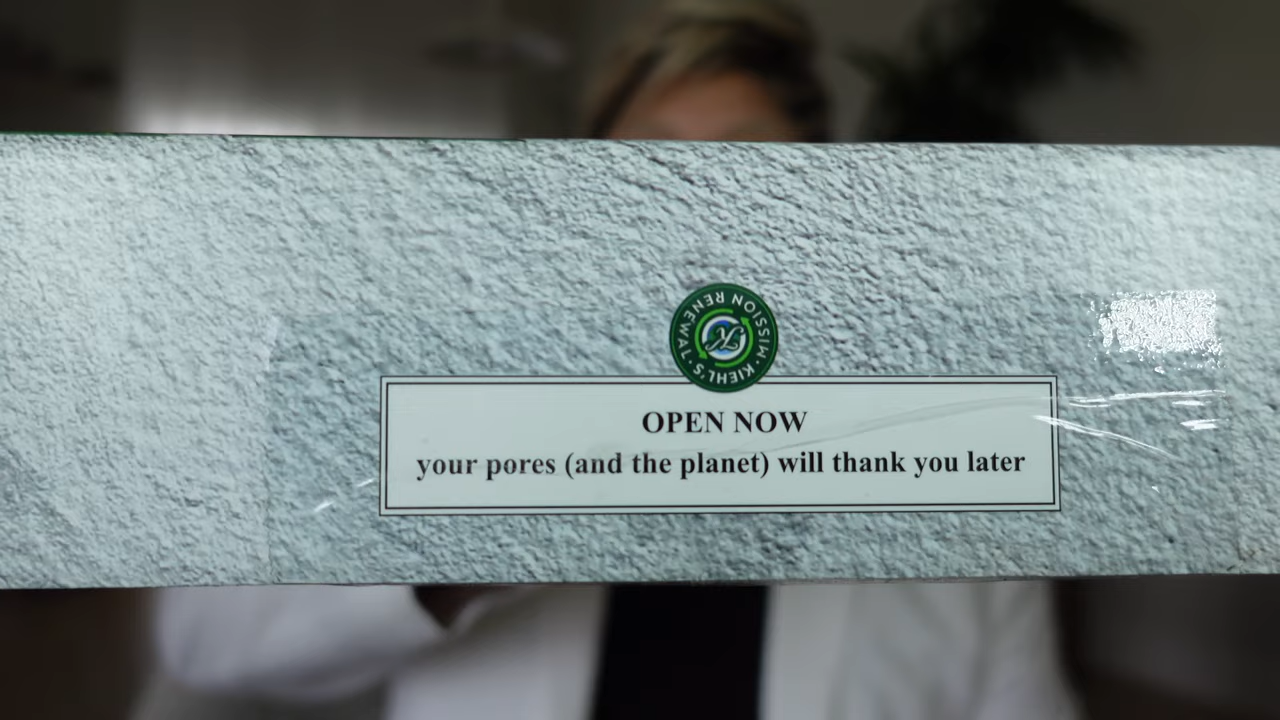 KIEHL'S · MISSION RENEWAL ·
K
OPEN NOW
your pores (and the planet) will thank you later